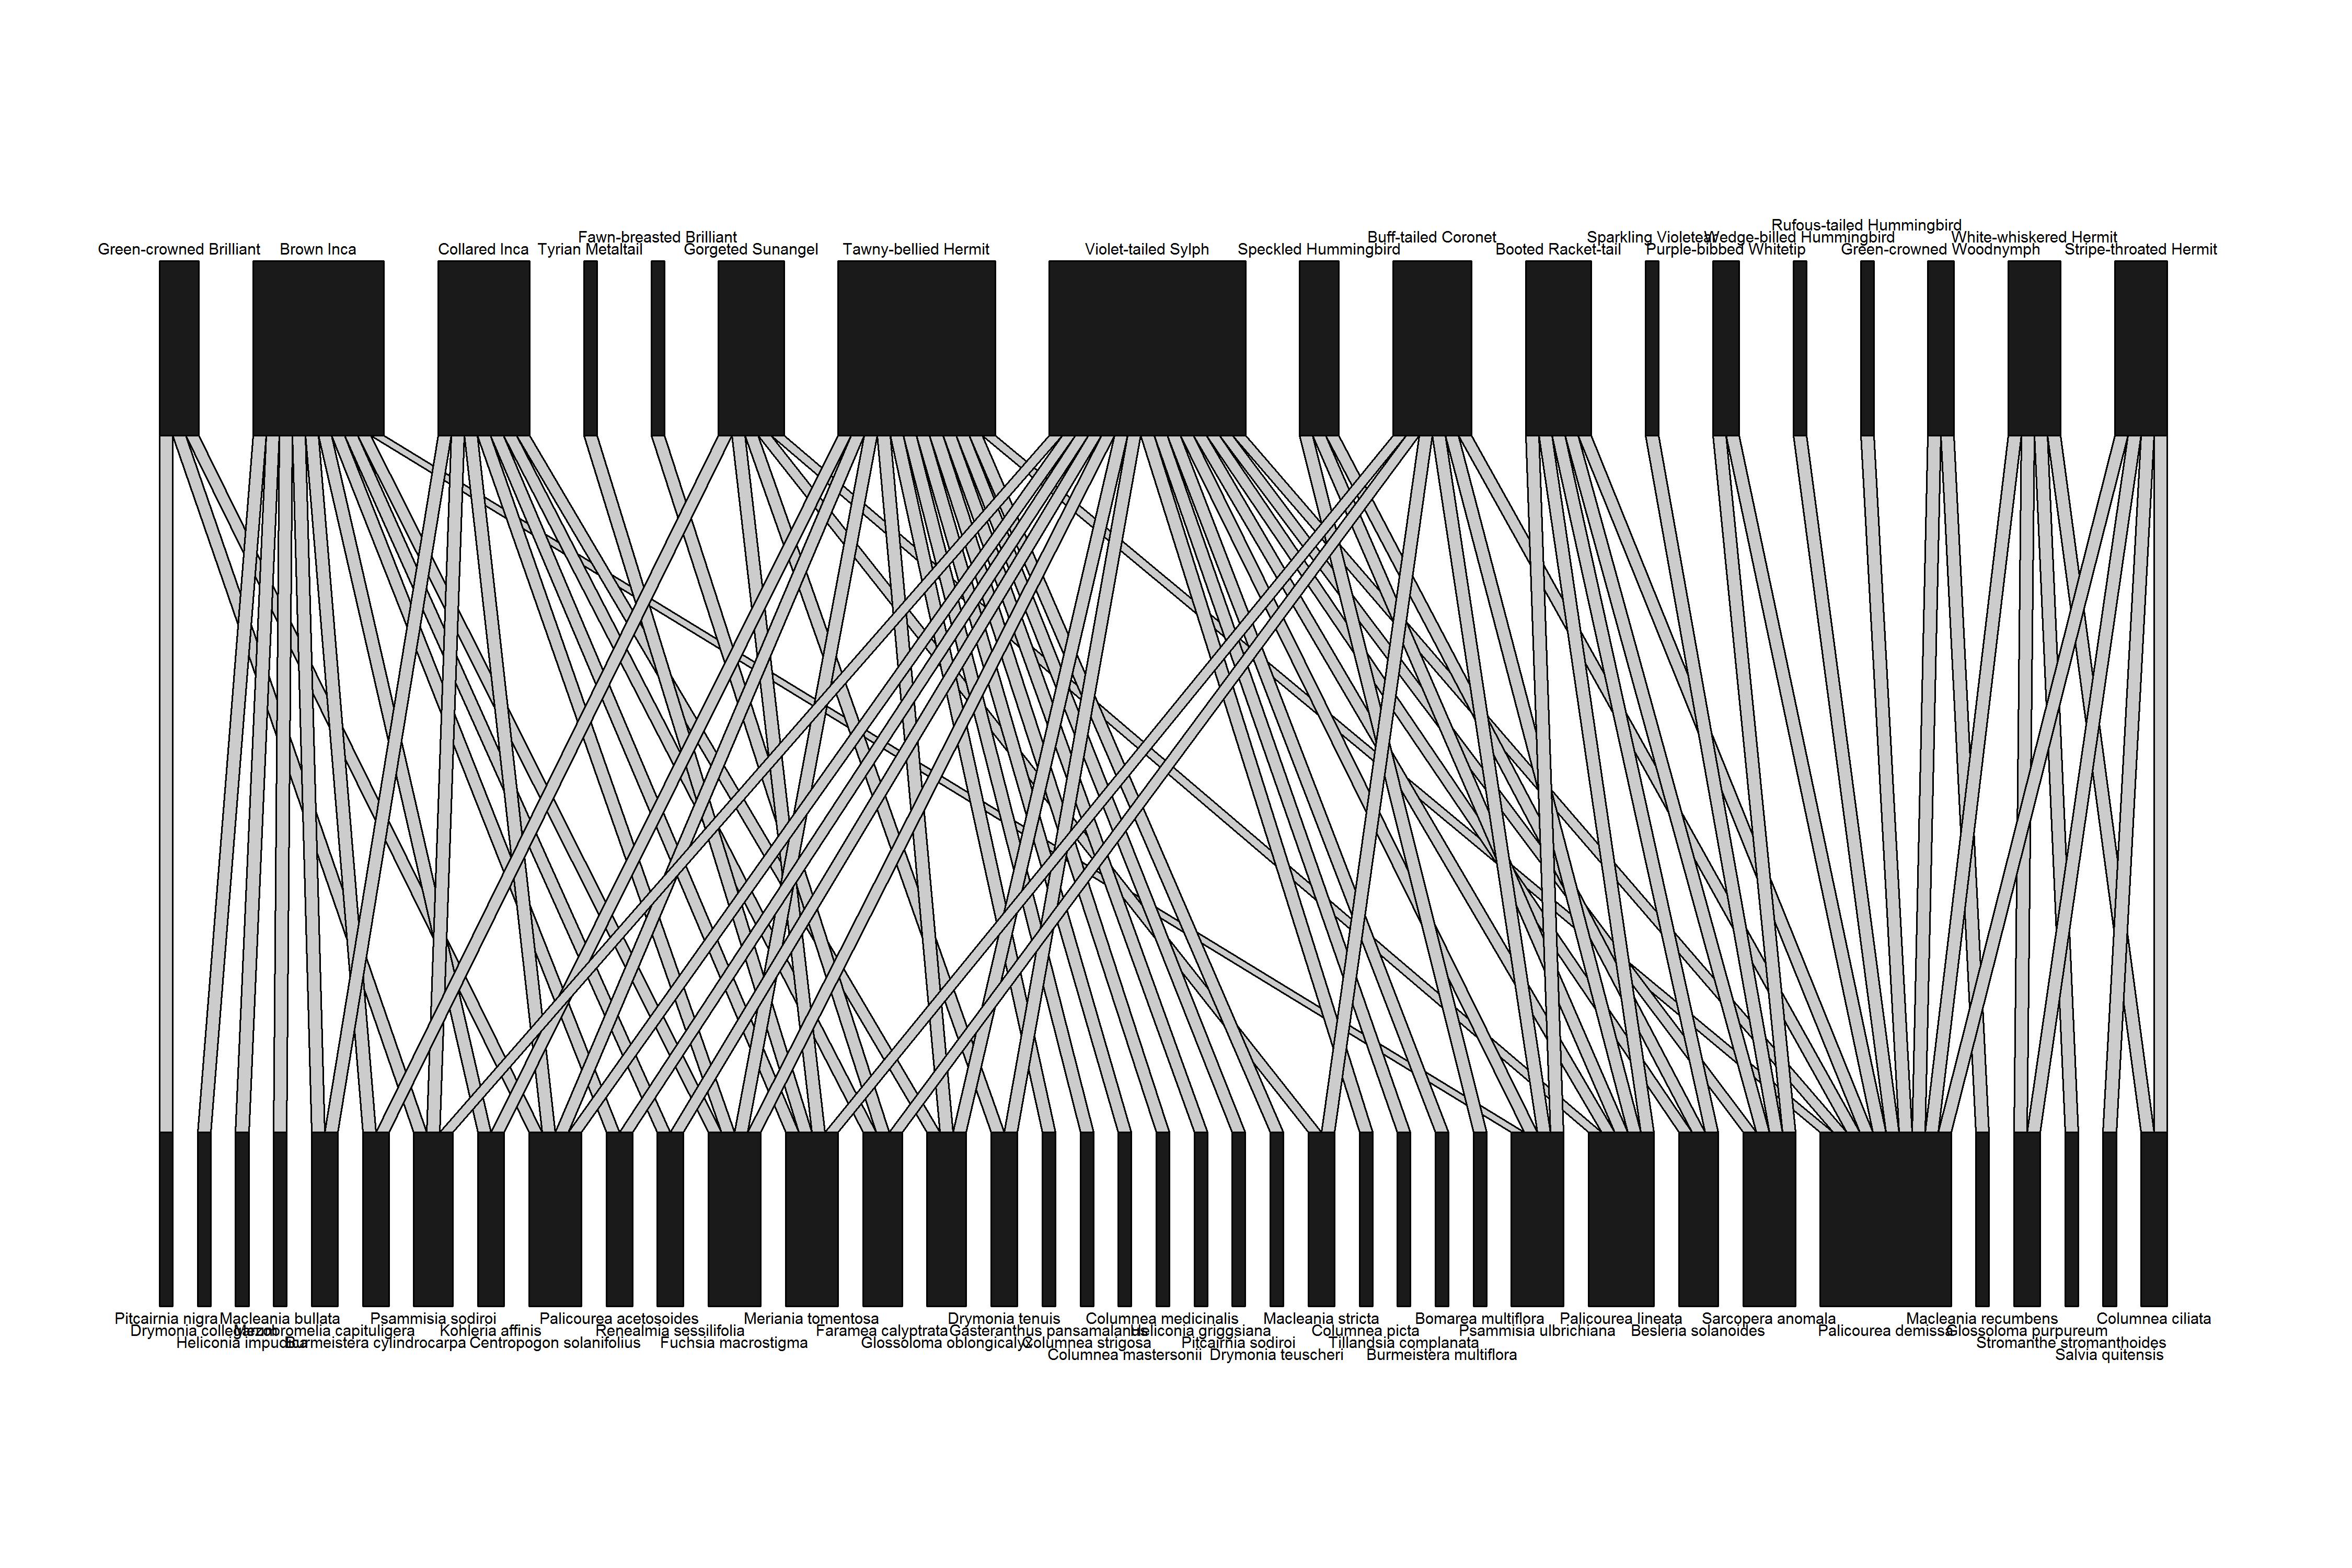 Rufous-tailed Hummingbird
Fawn-breasted Brilliant
Buff-tailed Coronet
Sparkling Violetear
Wedge-billed Hummingbird
White-whiskered Hermit
Green-crowned Brilliant
Brown Inca
Collared Inca
Tyrian Metaltail
Gorgeted Sunangel
Tawny-bellied Hermit
Violet-tailed Sylph
Speckled Hummingbird
Booted Racket-tail
Purple-bibbed Whitetip
Green-crowned Woodnymph
Stripe-throated Hermit
Pitcairnia nigra
Macleania bullata
Psammisia sodiroi
Palicourea acetosoides
Meriania tomentosa
Drymonia tenuis
Columnea medicinalis
Macleania stricta
Bomarea multiflora
Palicourea lineata
Sarcopera anomala
Macleania recumbens
Columnea ciliata
Drymonia collegarum
Mezobromelia capituligera
Kohleria affinis
Renealmia sessilifolia
Faramea calyptrata
Gasteranthus pansamalanus
Heliconia griggsiana
Columnea picta
Psammisia ulbrichiana
Besleria solanoides
Palicourea demissa
Glossoloma purpureum
Heliconia impudica
Burmeistera cylindrocarpa
Centropogon solanifolius
Fuchsia macrostigma
Glossoloma oblongicalyx
Columnea strigosa
Pitcairnia sodiroi
Tillandsia complanata
Stromanthe stromanthoides
Columnea mastersonii
Drymonia teuscheri
Burmeistera multiflora
Salvia quitensis